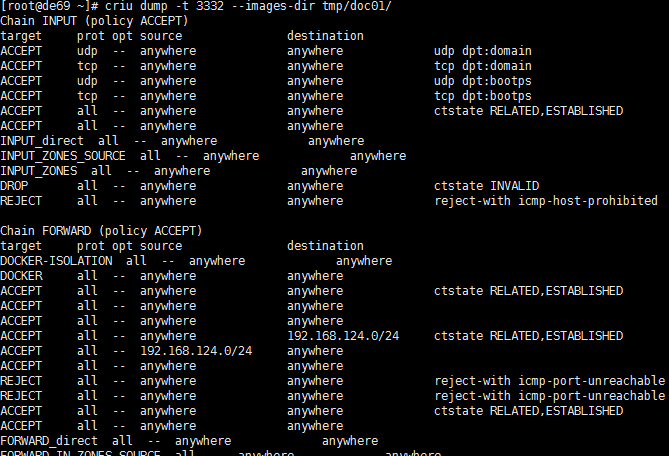 [root@de69 ~]# criu dump -t 3332 --images-dir tmp/doc01/
Chain INPUT (policy ACCEPT)
target     prot opt source               destination
ACCEPT     udp  --  anywhere             anywhere             udp dpt:domain
ACCEPT     tcp  --  anywhere             anywhere             tcp dpt:domain
ACCEPT     udp  --  anywhere             anywhere             udp dpt:bootps
ACCEPT     tcp  --  anywhere             anywhere             tcp dpt:bootps
ACCEPT     all  --  anywhere             anywhere             ctstate RELATED,ESTABLISHED
ACCEPT     all  --  anywhere             anywhere
INPUT_direct  all  --  anywhere             anywhere
INPUT_ZONES_SOURCE  all  --  anywhere             anywhere
INPUT_ZONES  all  --  anywhere             anywhere
DROP       all  --  anywhere             anywhere             ctstate INVALID
REJECT     all  --  anywhere             anywhere             reject-with icmp-host-prohibited

Chain FORWARD (policy ACCEPT)
target     prot opt source               destination
DOCKER-ISOLATION  all  --  anywhere             anywhere
DOCKER     all  --  anywhere             anywhere
ACCEPT     all  --  anywhere             anywhere             ctstate RELATED,ESTABLISHED
ACCEPT     all  --  anywhere             anywhere
ACCEPT     all  --  anywhere             anywhere
ACCEPT     all  --  anywhere             192.168.124.0/24     ctstate RELATED,ESTABLISHED
ACCEPT     all  --  192.168.124.0/24     anywhere
ACCEPT     all  --  anywhere             anywhere
REJECT     all  --  anywhere             anywhere             reject-with icmp-port-unreachable
REJECT     all  --  anywhere             anywhere             reject-with icmp-port-unreachable
ACCEPT     all  --  anywhere             anywhere             ctstate RELATED,ESTABLISHED
ACCEPT     all  --  anywhere             anywhere
FORWARD_direct  all  --  anywhere             anywhere
FORWARD_IN_ZONES_SOURCE  all  --  anywhere             anywhere